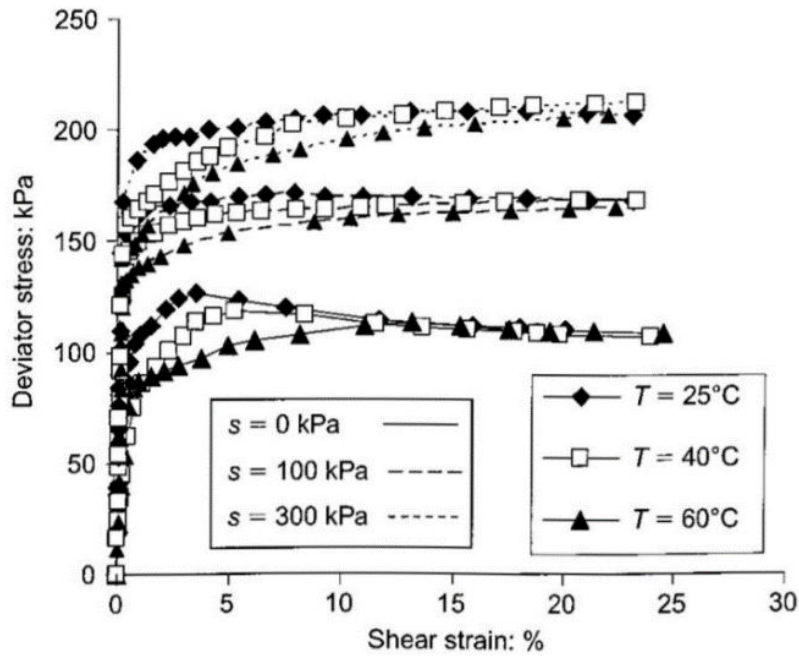 250
200
150
100
50
0
Deviator stress: kPa
s = 0 kPa
s = 100 kPa
s = 300 kPa
T = 25°C
T = 40°C
T = 60°C
0 5 10 15 20 25 30
Shear strain: %